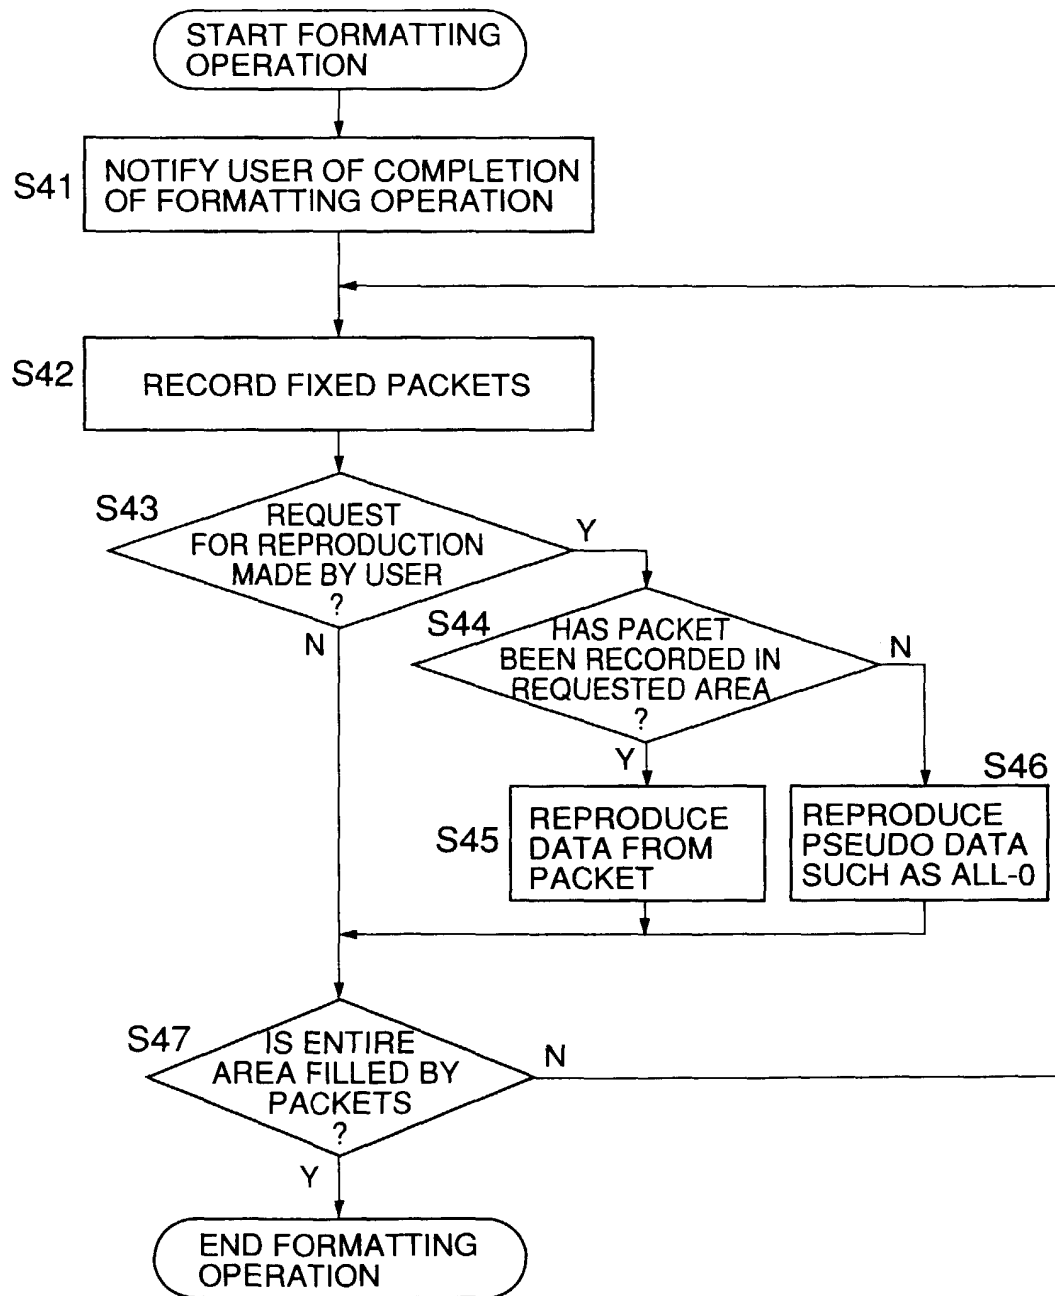 START FORMATTING
OPERATION
S41
NOTIFY USER OF COMPLETION
OF FORMATTING OPERATION
S42
RECORD FIXED PACKETS
S43
REQUEST
FOR REPRODUCTION
MADE BY USER
?
Y
N
S44
HAS PACKET
BEEN RECORDED IN
REQUESTED AREA
?
N
Y
S45
REPRODUCE
DATA FROM
PACKET
S46
REPRODUCE
PSEUDO DATA
SUCH AS ALL-0
S47
IS ENTIRE
AREA FILLED BY
PACKETS
?
N
Y
END FORMATTING
OPERATION